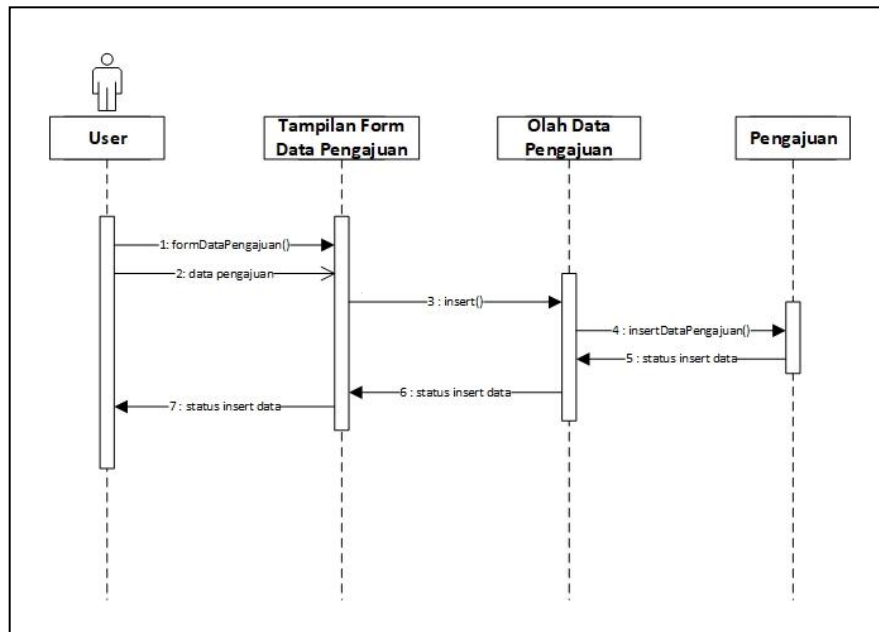 User
Tampilan Form
Data Pengajuan
Olah Data
Pengajuan
Pengajuan
1: formDataPengajuan()
2: data pengajuan
3 : insert()
4 : insertDataPengajuan()
5 : status insert data
6 : status insert data
7 : status insert data